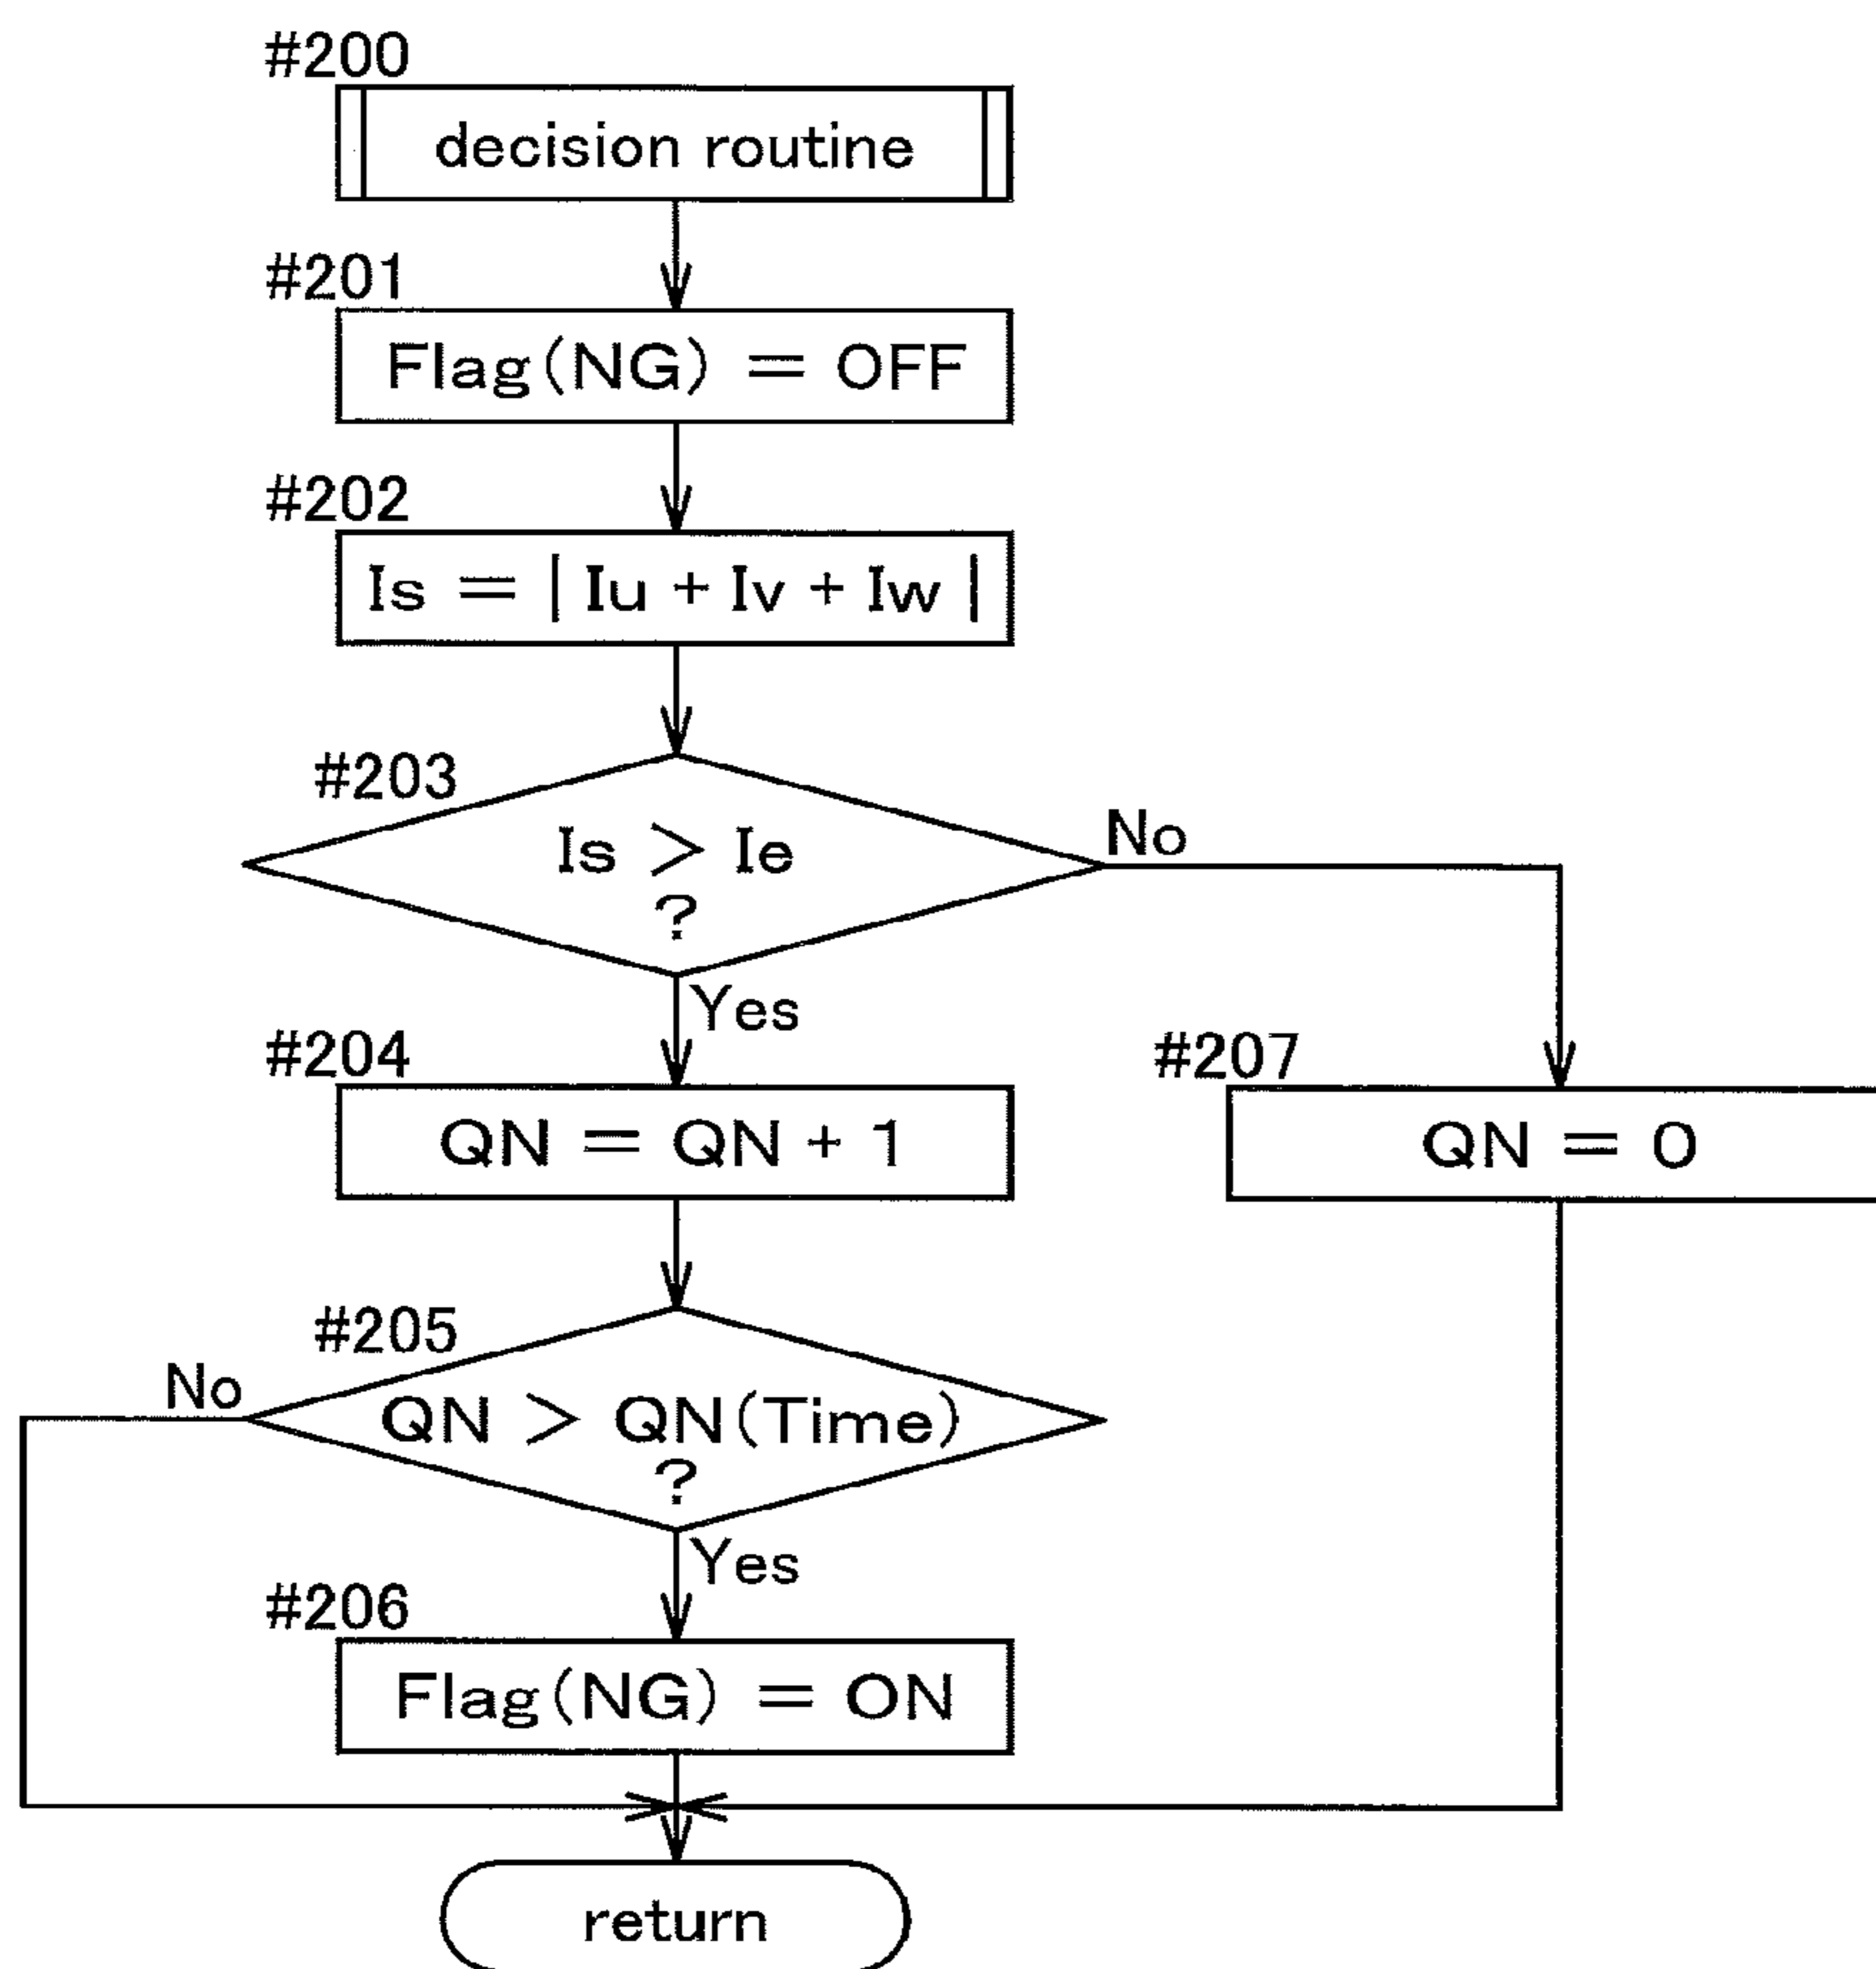 #200
decision routine
#201
Flag(NG) = OFF
#202
Is = | Iu + Iv + Iw |
#203
Is > Ie
?
No
Yes
#204
QN = QN + 1
#207
QN = 0
#205
No
QN > QN(Time)
?
Yes
#206
Flag(NG) = ON
return